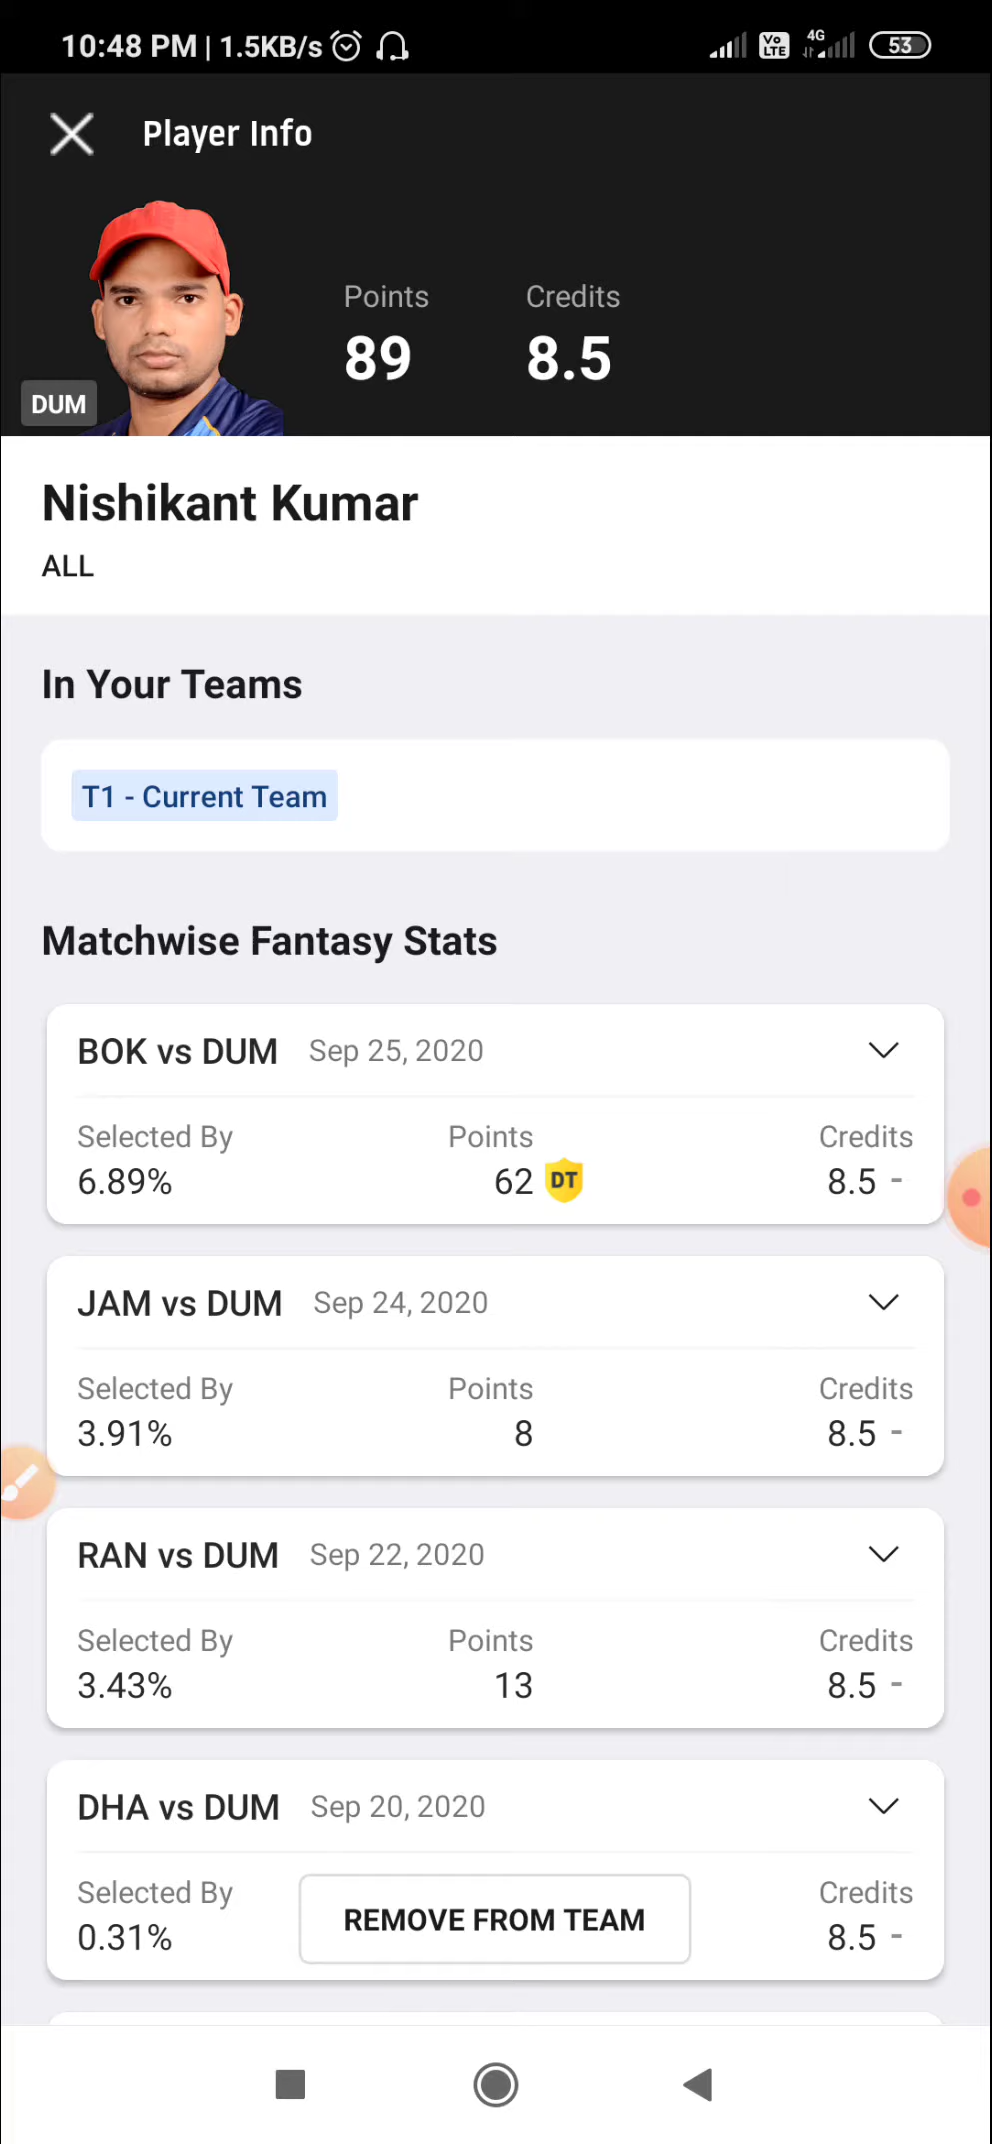 10:48 PM | 1.5KB/s
Vo LTE 4G 53
Player Info
Points Credits
89 8.5
DUM
Nishikant Kumar
ALL
In Your Teams
T1 - Current Team
Matchwise Fantasy Stats
BOK vs DUM Sep 25, 2020
Selected By Points Credits
6.89% 62 DT 8.5 -
JAM vs DUM Sep 24, 2020
Selected By Points Credits
3.91% 8 8.5 -
RAN vs DUM Sep 22, 2020
Selected By Points Credits
3.43% 13 8.5 -
DHA vs DUM Sep 20, 2020
Selected By Credits
0.31% 8.5 -
REMOVE FROM TEAM